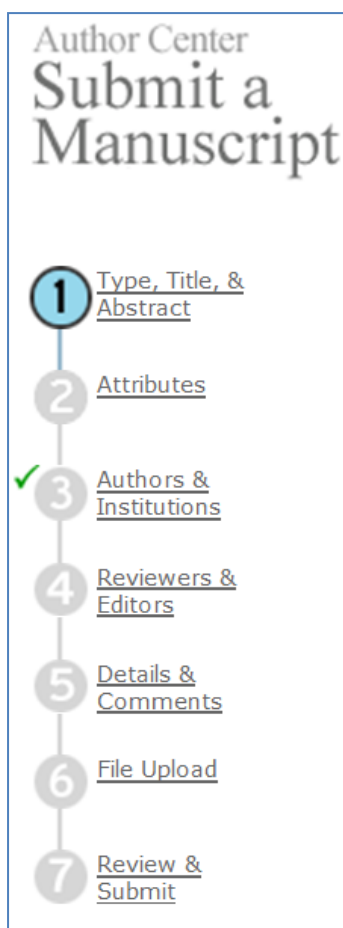 Author Center
Submit a
Manuscript
1 Type, Title, &
Abstract
2 Attributes
3 Authors &
Institutions
4 Reviewers &
Editors
5 Details &
Comments
6 File Upload
7 Review &
Submit